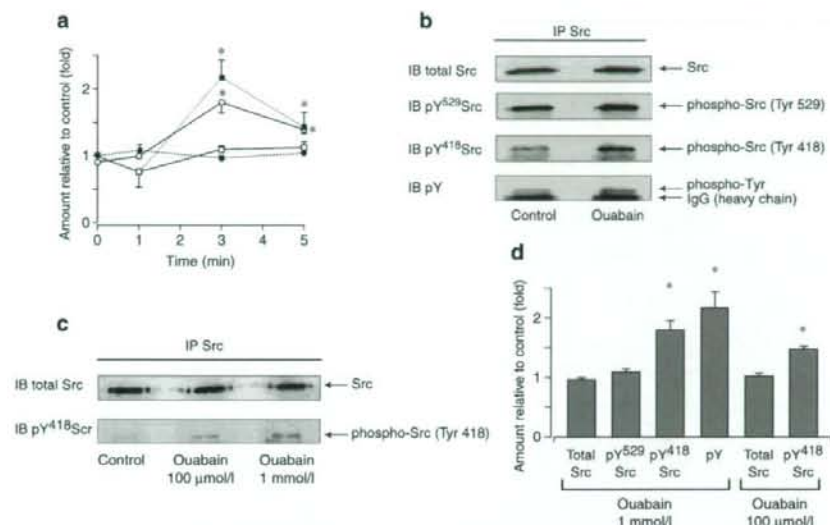 a
Amount relative to control (fold)
2
1
0
*
*
*
*
0 1 2 3 4 5
Time (min)
b
IP Src
IB total Src
Src
IB pY529Src
phospho-Src (Tyr 529)
IB pY418Src
phospho-Src (Tyr 418)
IB pY
phospho-Tyr
IgG (heavy chain)
Control Ouabain
c
IP Src
IB total Src
Src
IB pY418Scr
phospho-Src (Tyr 418)
Control Ouabain Ouabain
100 µmol/l 1 mmol/l
d
Amount relative to control (fold)
2
1
0
*
*
*
Total pY529 pY418 pY Total pY418
Src Src Src Src Src
Ouabain Ouabain
1 mmol/l 100 µmol/l